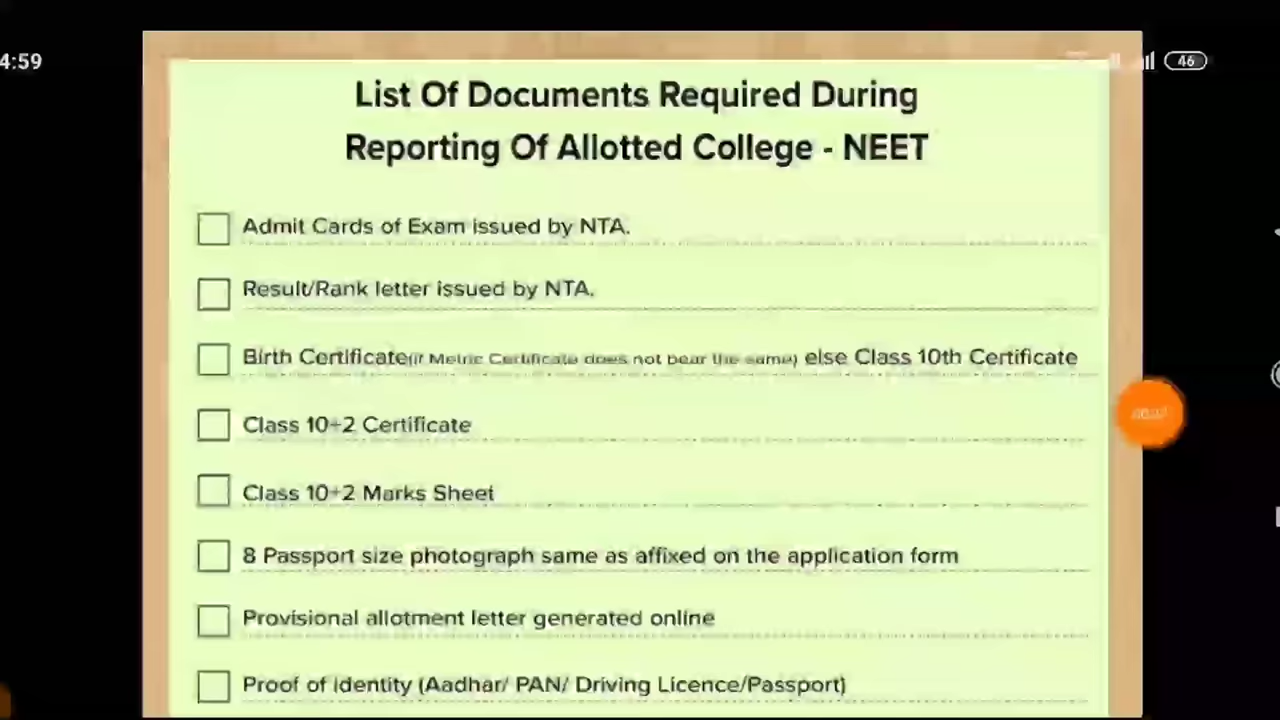 4:59
46
List Of Documents Required During
Reporting Of Allotted College - NEET
Admit Cards of Exam issued by NTA.
Result/Rank letter issued by NTA.
Birth Certificate(if Metric Certificate does not bear the same) else Class 10th Certificate
Class 10+2 Certificate
Class 10+2 Marks Sheet
8 Passport size photograph same as affixed on the application form
Provisional allotment letter generated online
Proof of identity (Aadhar/ PAN/ Driving Licence/Passport)